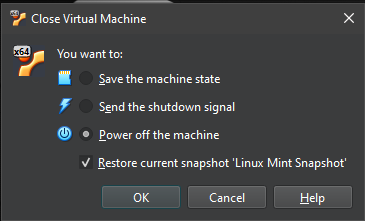 Close Virtual Machine
x64
You want to:
Save the machine state
Send the shutdown signal
Power off the machine
Restore current snapshot 'Linux Mint Snapshot'
OK
Cancel
Help